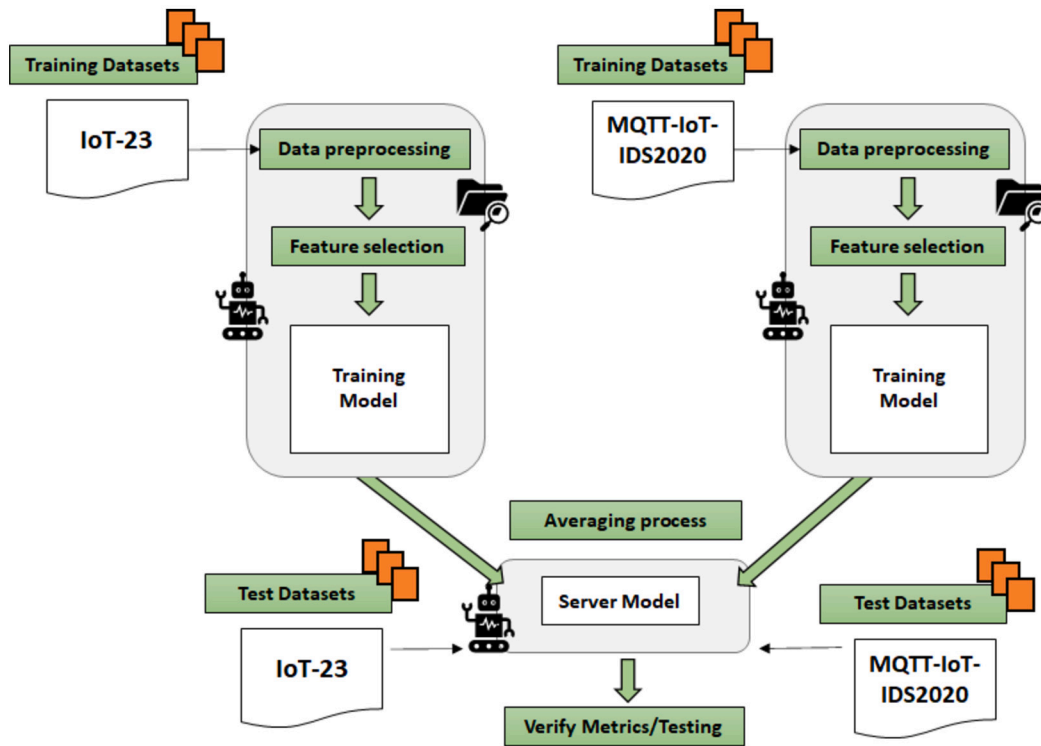 Training Datasets
Training Datasets
IoT-23
MQTT-IoT-
IDS2020
Data preprocessing
Data preprocessing
Feature selection
Feature selection
Training
Model
Training
Model
Averaging process
Test Datasets
Server Model
Test Datasets
IoT-23
MQTT-IoT-
IDS2020
Verify Metrics/Testing